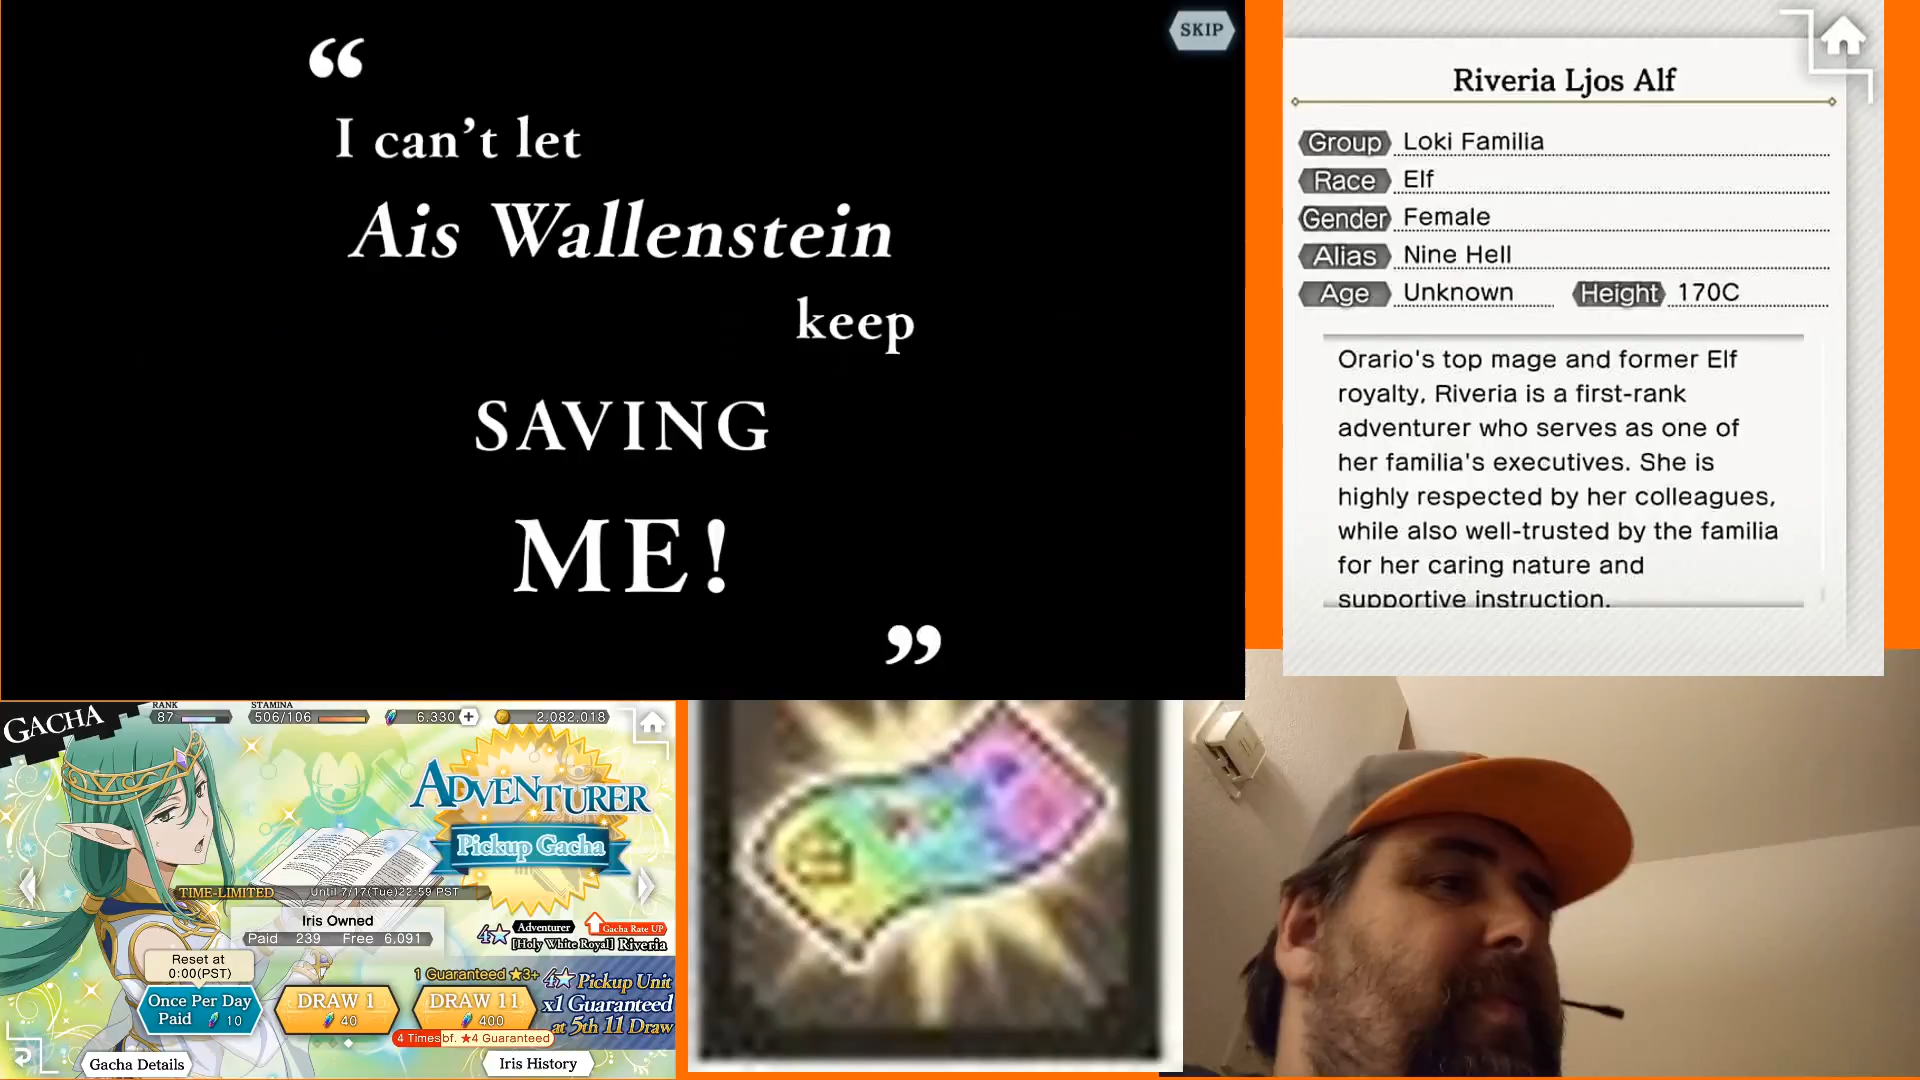 SKIP
“
I can’t let
Ais Wallenstein
keep
SAVING
ME!
”
Riveria Ljos Alf
Group Loki Familia
Race Elf
Gender Female
Alias Nine Hell
Age Unknown Height 170C
Orario's top mage and former Elf
royalty, Riveria is a first-rank
adventurer who serves as one of
her familia's executives. She is
highly respected by her colleagues,
while also well-trusted by the familia
for her caring nature and
supportive instruction.
GACHA
RANK
87
STAMINA
506/106
6,330
2,082,018
ADVENTURER
Pickup Gacha
TIME-LIMITED Until 7/17(Tue)22:59 PST
Iris Owned
Paid 239 Free 6,091
4 Adventurer Gacha Rate UP
[Holy White Royal] Riveria
Reset at
0:00(PST)
Once Per Day
Paid 10
DRAW 1
40
1 Guaranteed ★3+
DRAW 11
400
4 Times bf. ★4 Guaranteed
4 Pickup Unit
x1 Guaranteed
at 5th 11 Draw
Gacha Details
Iris History